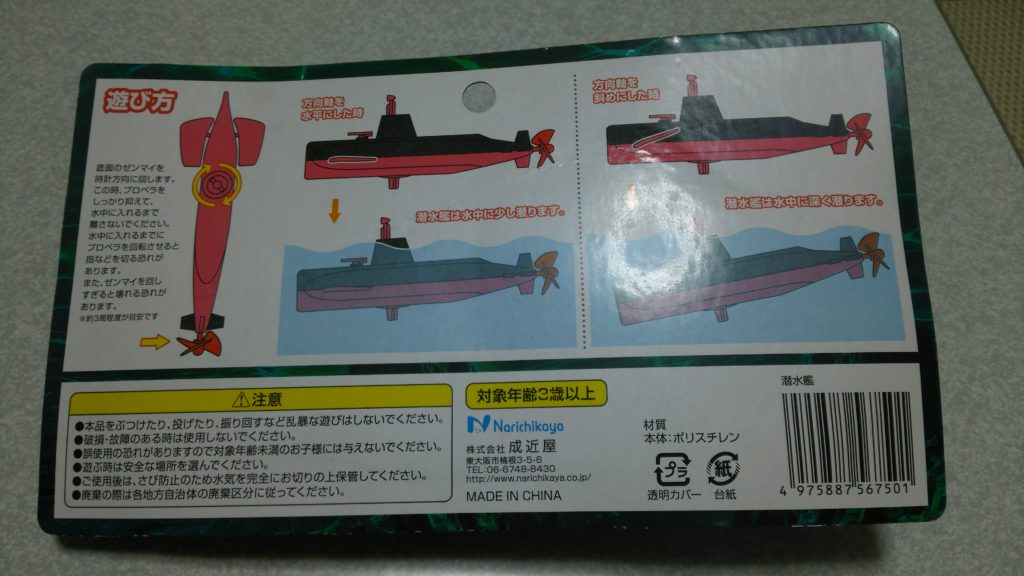 遊び方
底面のゼンマイを
時計方向に回します。
この時、プロペラを
しっかり抑えて、
水中に入れるまで
離さないでください。
水中に入れるまでに
プロペラを回転させると
指などを切る恐れが
あります。
また、ゼンマイを回し
すぎると壊れる恐れが
あります。
※約3周程度が目安です
方向軸を
水平にした時
潜水艦は水中に少し潜ります。
方向軸を
斜めにした時
潜水艦は水中に深く潜ります。
⚠注意
●本品をぶつけたり、投げたり、振り回すなど乱暴な遊びはしないでください。
●破損・故障のある時は使用しないでください。
●誤使用の恐れがありますので対象年齢未満のお子様には与えないでください。
●遊ぶ時は安全な場所を選んでください。
●ご使用後は、さび防止のため水気を完全にお切りの上保管してください。
●廃棄の際は各地方自治体の廃棄区分に従ってください。
対象年齢3歳以上
Narichikaya
株式会社 成近屋
東大阪市楠根3-5-6
TEL:06-6748-8430
http://www.narichikaya.co.jp/
MADE IN CHINA
材質
本体:ポリスチレン
プラ
透明カバー
紙
台紙
潜水艦
4 975887 567501